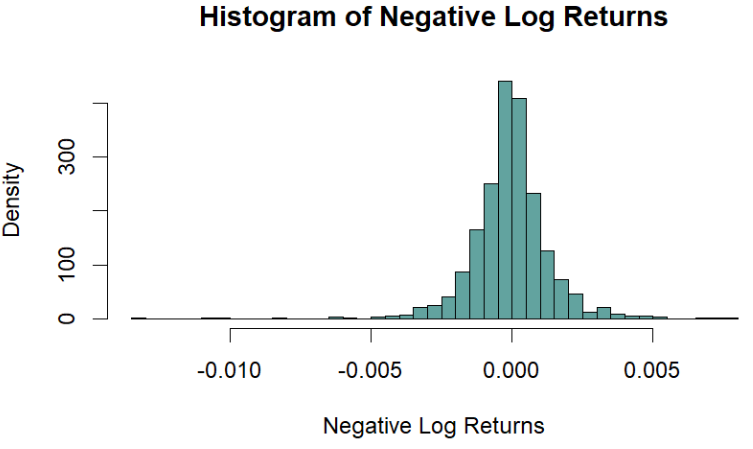 Histogram of Negative Log Returns
Density
300
100
0
-0.010 -0.005 0.000 0.005
Negative Log Returns